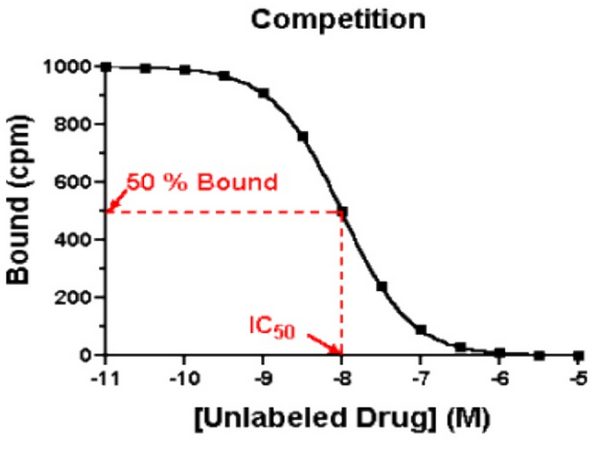 Competition
Bound (cpm)
1000
800
600
400
200
0
50 % Bound
IC50
-11 -10 -9 -8 -7 -6 -5
[Unlabeled Drug] (M)